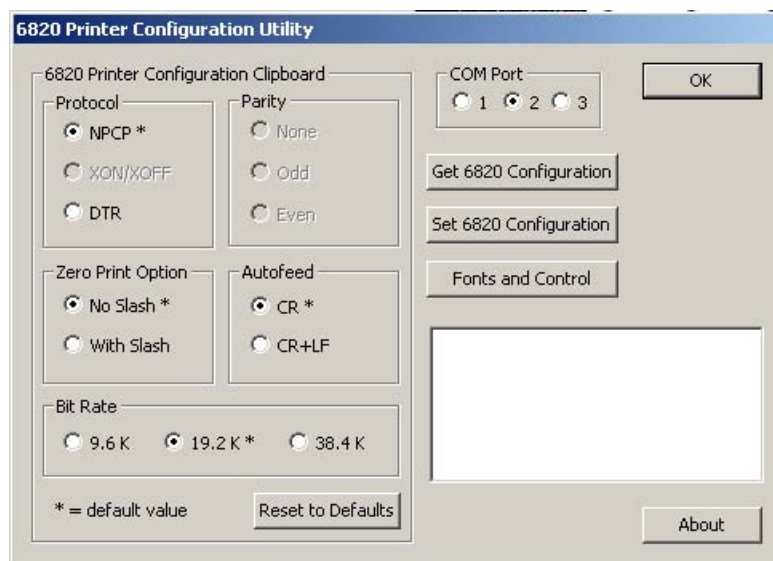 6820 Printer Configuration Utility
6820 Printer Configuration Clipboard
Protocol
NPCP *
XON/XOFF
DTR
Parity
None
Odd
Even
Zero Print Option
No Slash *
With Slash
Autofeed
CR *
CR+LF
Bit Rate
9.6 K 19.2 K * 38.4 K
* = default value
Reset to Defaults
COM Port
1 2 3
OK
Get 6820 Configuration
Set 6820 Configuration
Fonts and Control
About